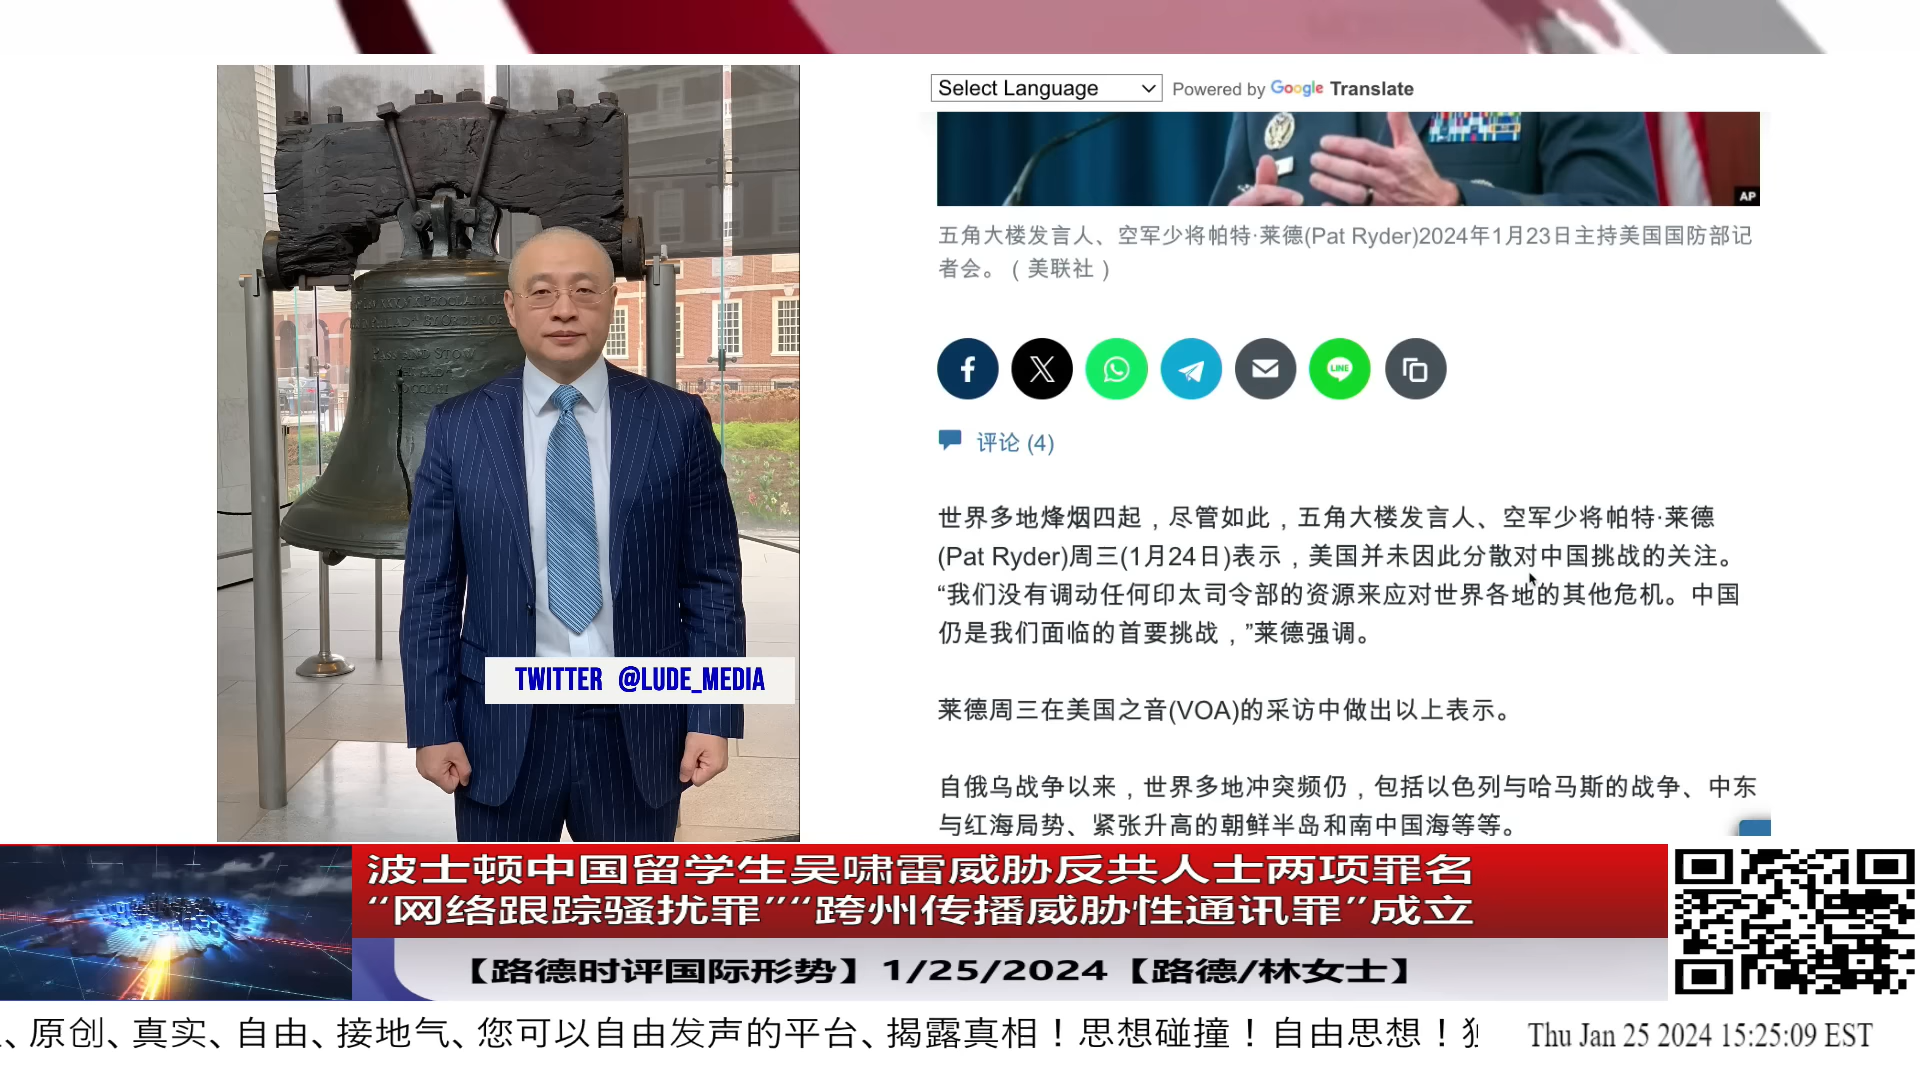 Select Language
Powered by Google Translate
AP
五角大楼发言人、空军少将帕特·莱德(Pat Ryder)2024年1月23日主持美国国防部记
者会。（美联社）
LINE
评论 (4)
世界多地烽烟四起，尽管如此，五角大楼发言人、空军少将帕特·莱德
(Pat Ryder)周三(1月24日)表示，美国并未因此分散对中国挑战的关注。
“我们没有调动任何印太司令部的资源来应对世界各地的其他危机。中国
仍是我们面临的首要挑战，”莱德强调。
莱德周三在美国之音(VOA)的采访中做出以上表示。
自俄乌战争以来，世界多地冲突频仍，包括以色列与哈马斯的战争、中东
与红海局势、紧张升高的朝鲜半岛和南中国海等等。
PASS AND STOW
TWITTER @LUDE_MEDIA
波士顿中国留学生吴啸雷威胁反共人士两项罪名
“网络跟踪骚扰罪”“跨州传播威胁性通讯罪”成立
【路德时评国际形势】1/25/2024【路德/林女士】
、原创、真实、自由、接地气、您可以自由发声的平台、揭露真相！思想碰撞！自由思想！
Thu Jan 25 2024 15:25:09 EST